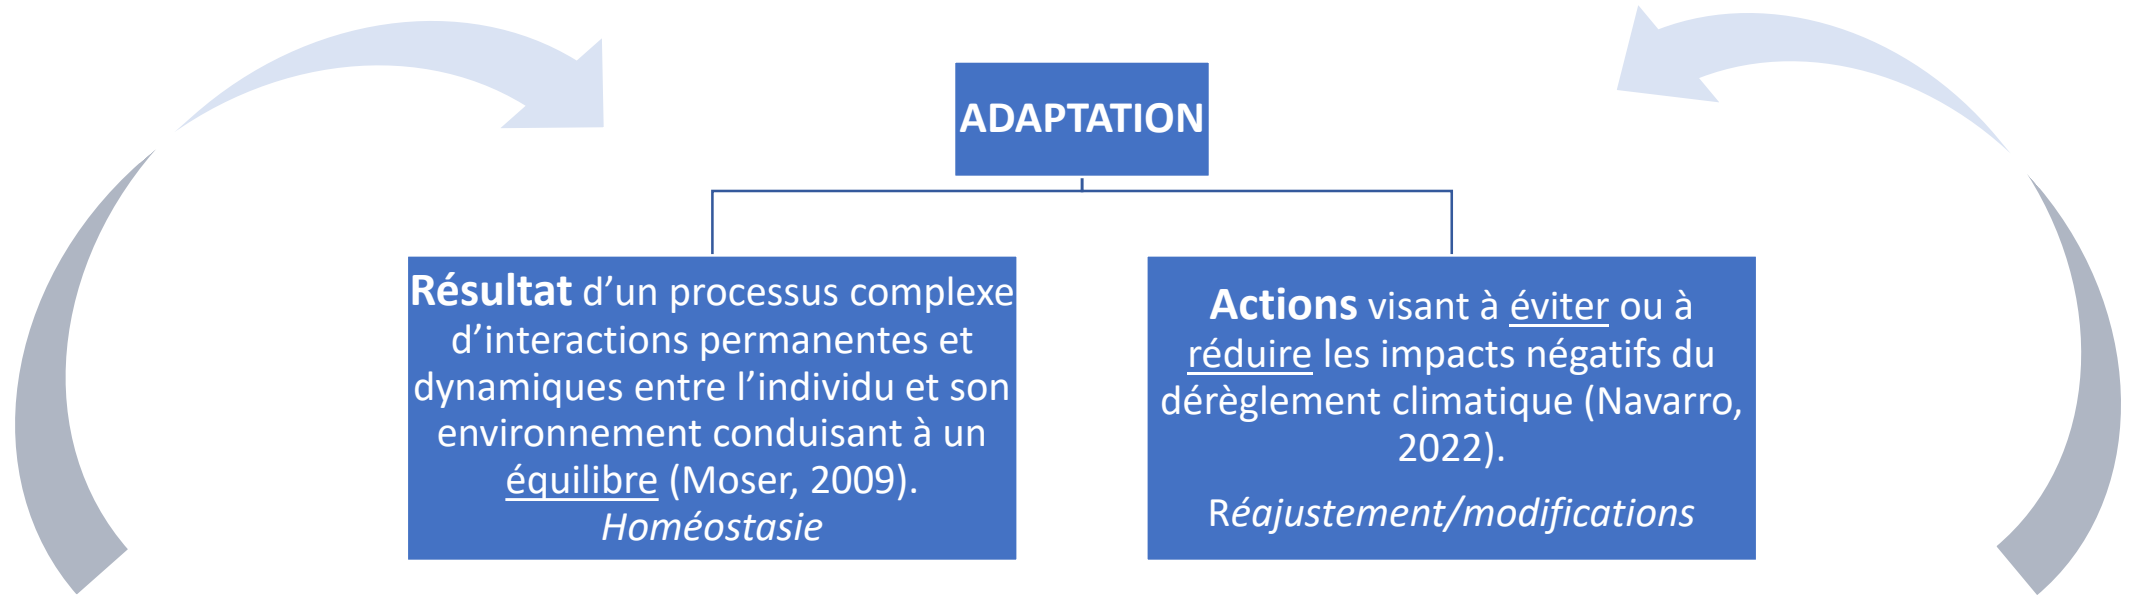 ADAPTATION
Résultat d’un processus complexe
d’interactions permanentes et
dynamiques entre l’individu et son
environnement conduisant à un
équilibre (Moser, 2009).
Homéostasie
Actions visant à éviter ou à
réduire les impacts négatifs du
dérèglement climatique (Navarro,
2022).
Réajustement/modifications